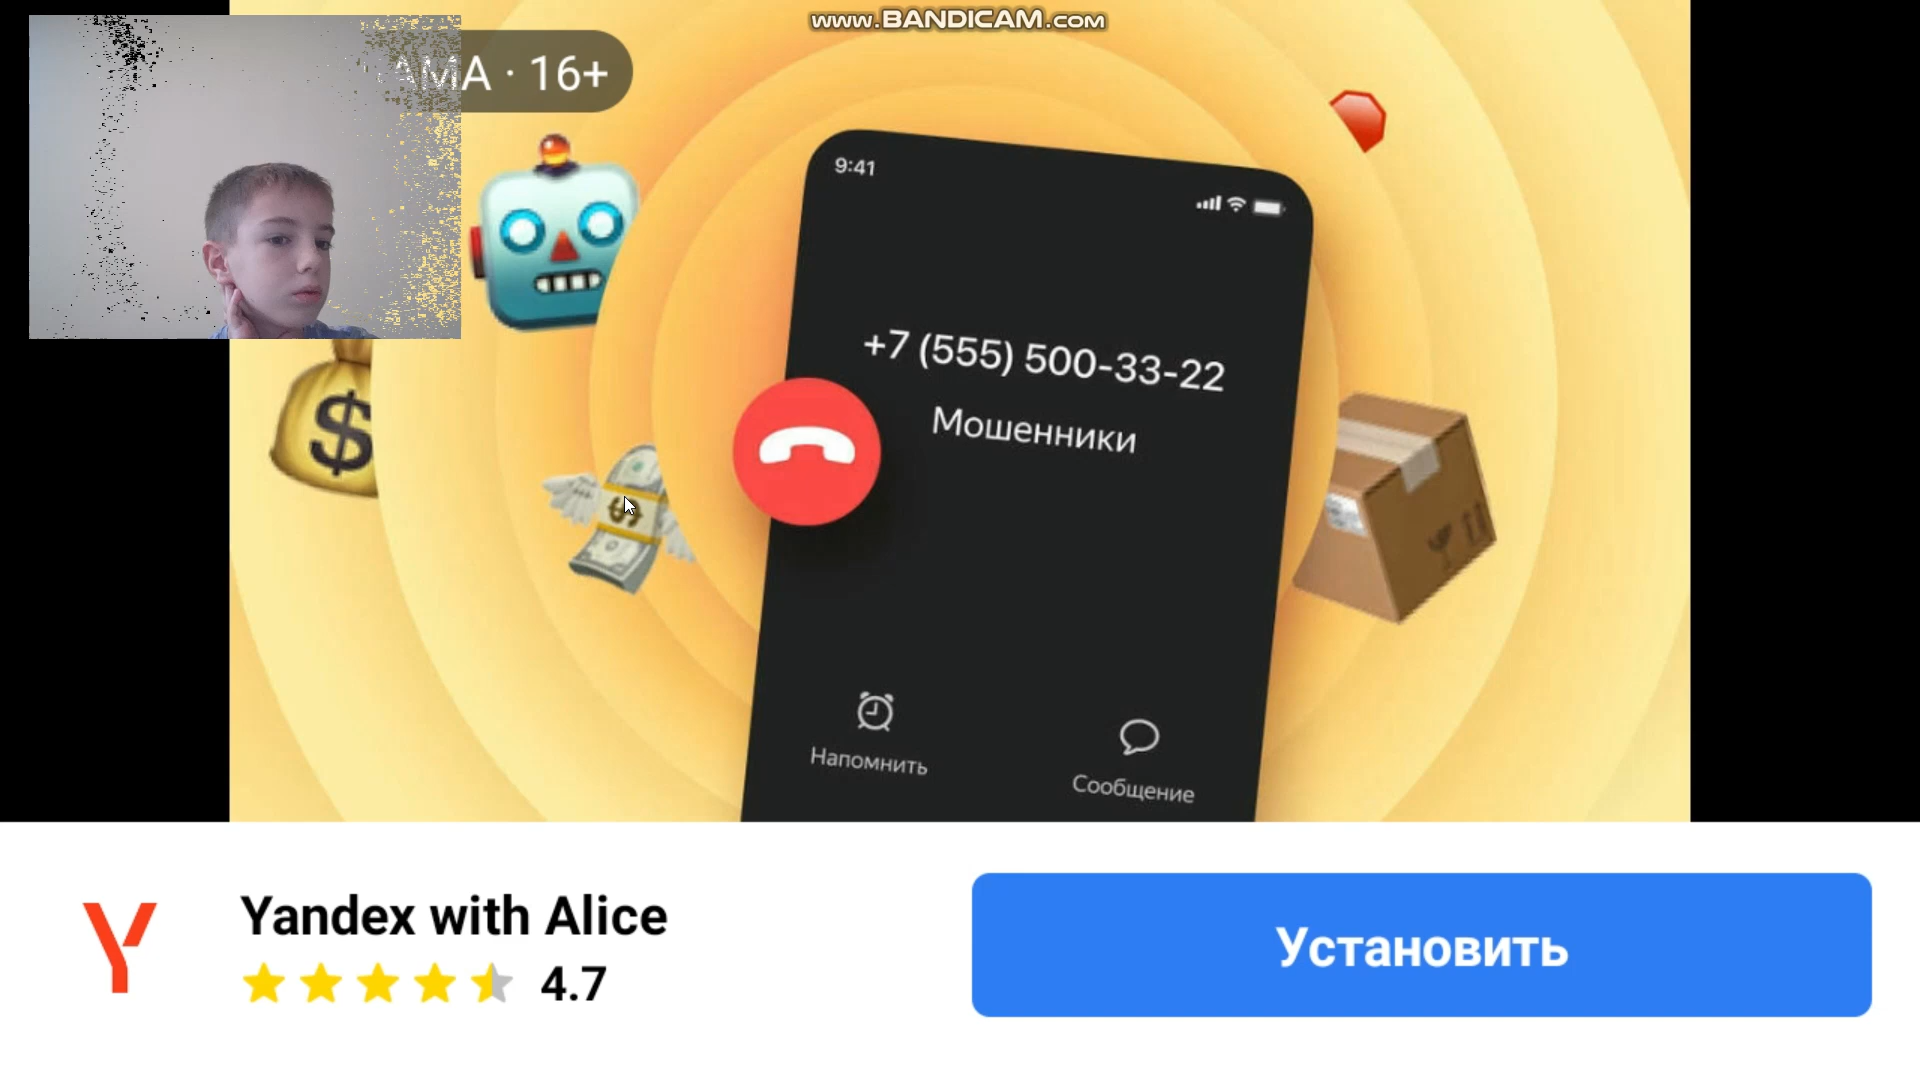 www.BANDICAM.com
АМА · 16+
9:41
+7 (555) 500-33-22
Мошенники
Напомнить
Сообщение
Yandex with Alice
4.7
Установить